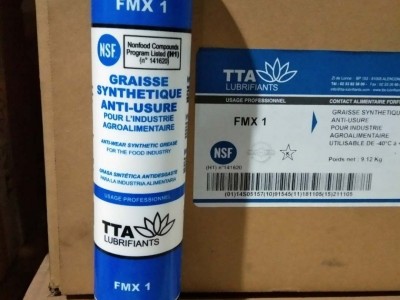 FMX 1
NSF
Nonfood Compounds
Program Listed (H1)
(n° 141620)
GRAISSE
SYNTHETIQUE
ANTI-USURE
POUR L'INDUSTRIE
AGROALIMENTAIRE
ANTI-WEAR SYNTHETIC GREASE
FOR THE FOOD INDUSTRY
GRASA SINTÉTICA ANTIDESGASTE
PARA LA INDUSTRIA ALIMENTARIA
USAGE PROFESSIONNEL
TTA
LUBRIFIANTS
FMX 1
TTA
LUBRIFIANTS
USAGE PROFESSIONNEL
CONTACT ALIMENTAIRE
FMX 1
GRAISSE
ANTI-USURE
POUR L'INDUSTRIE
AGROALIMENTAIRE
UTILISABLE DE -40°C
NSF
(H1) n°141620
Poids net : 9.12 Kg